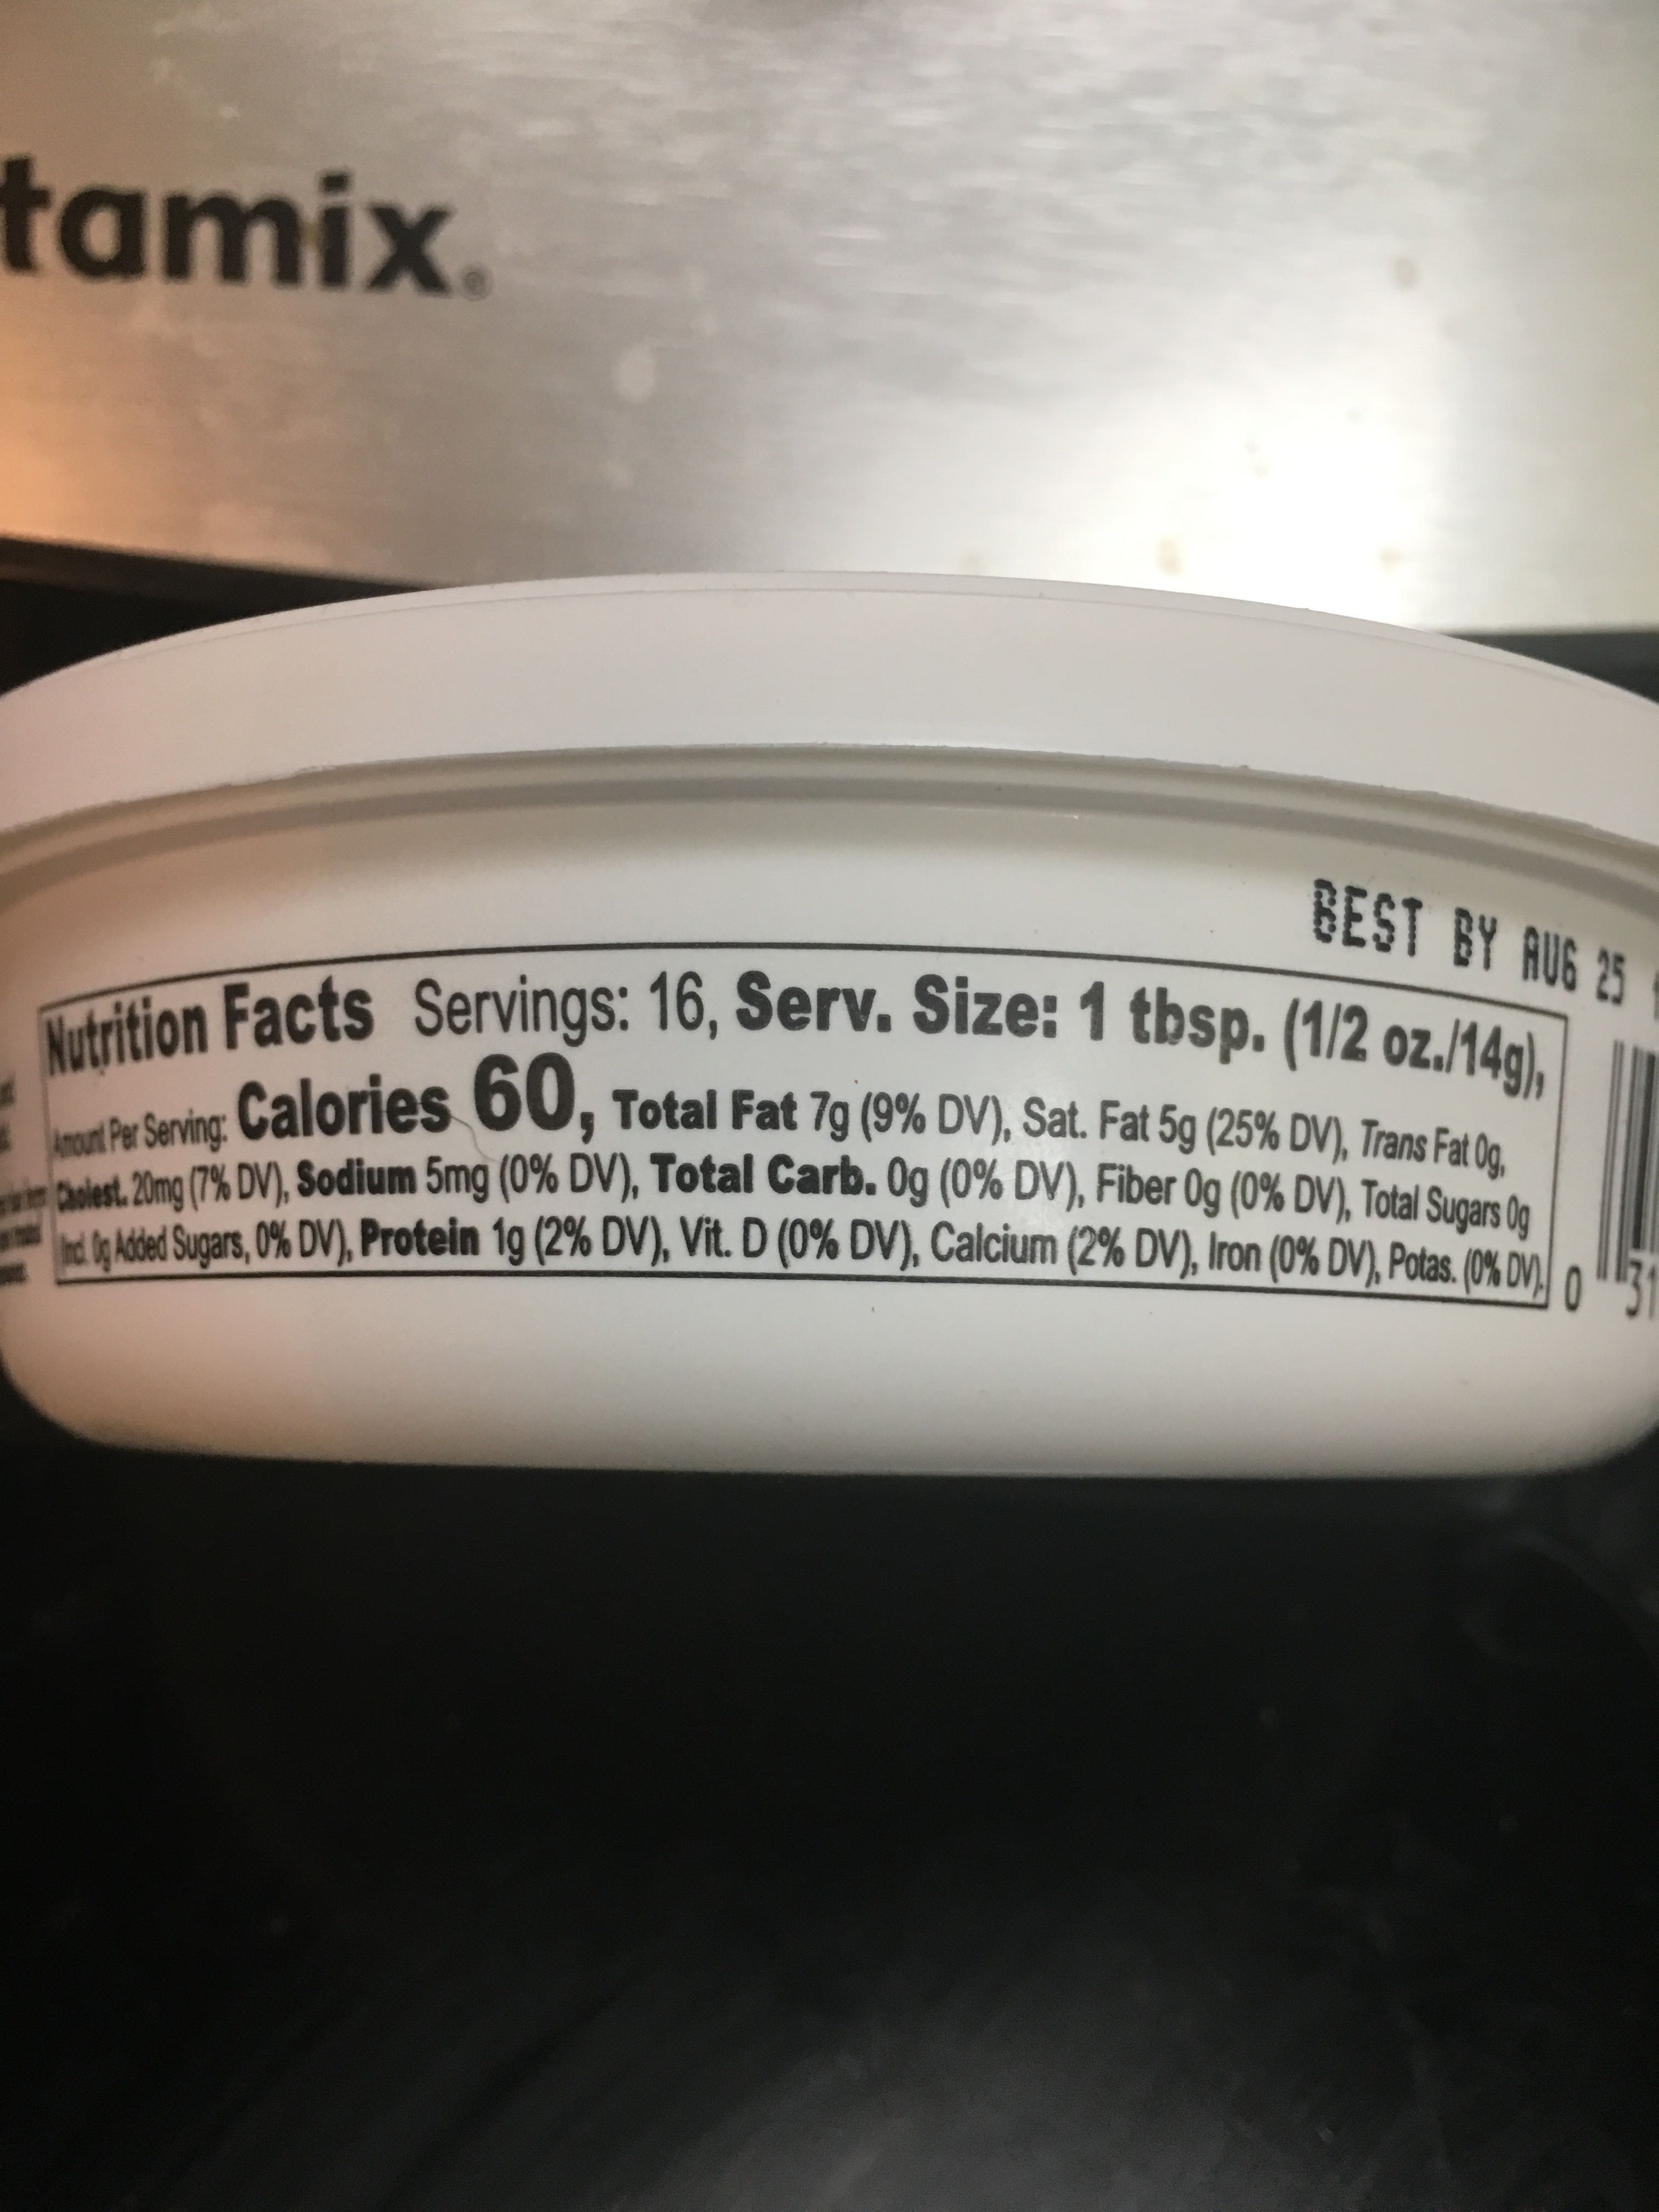 tamix®
BEST BY AUG 25
Nutrition Facts Servings: 16, Serv. Size: 1 tbsp. (1/2 oz./14g),
Amount Per Serving: Calories 60, Total Fat 7g (9% DV), Sat. Fat 5g (25% DV), Trans Fat 0g,
Cholest. 20mg (7% DV), Sodium 5mg (0% DV), Total Carb. 0g (0% DV), Fiber 0g (0% DV), Total Sugars 0g
(Incl. 0g Added Sugars, 0% DV), Protein 1g (2% DV), Vit. D (0% DV), Calcium (2% DV), Iron (0% DV), Potas. (0% DV).
0 31